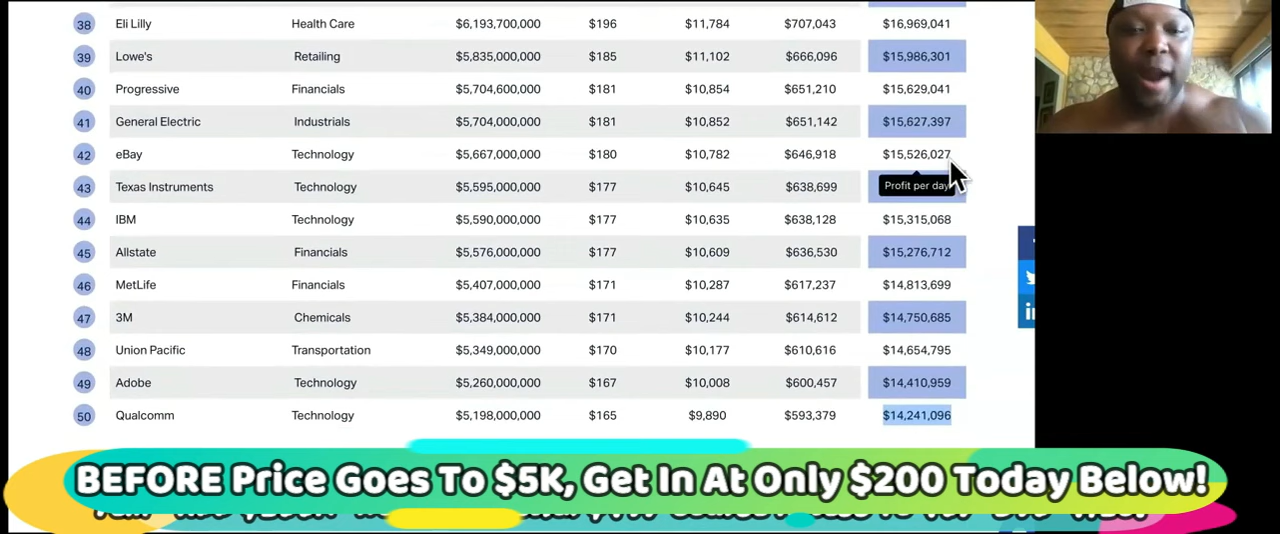 38 Eli Lilly Health Care $6,193,700,000 $196 $11,784 $707,043 $16,969,041
39 Lowe's Retailing $5,835,000,000 $185 $11,102 $666,096 $15,986,301
40 Progressive Financials $5,704,600,000 $181 $10,854 $651,210 $15,629,041
41 General Electric Industrials $5,704,000,000 $181 $10,852 $651,142 $15,627,397
42 eBay Technology $5,667,000,000 $180 $10,782 $646,918 $15,526,027
43 Texas Instruments Technology $5,595,000,000 $177 $10,645 $638,699 Profit per day
44 IBM Technology $5,590,000,000 $177 $10,635 $638,128 $15,315,068
45 Allstate Financials $5,576,000,000 $177 $10,609 $636,530 $15,276,712
46 MetLife Financials $5,407,000,000 $171 $10,287 $617,237 $14,813,699
47 3M Chemicals $5,384,000,000 $171 $10,244 $614,612 $14,750,685
48 Union Pacific Transportation $5,349,000,000 $170 $10,177 $610,616 $14,654,795
49 Adobe Technology $5,260,000,000 $167 $10,008 $600,457 $14,410,959
50 Qualcomm Technology $5,198,000,000 $165 $9,890 $593,379 $14,241,096
BEFORE Price Goes To $5K, Get In At Only $200 Today Below!